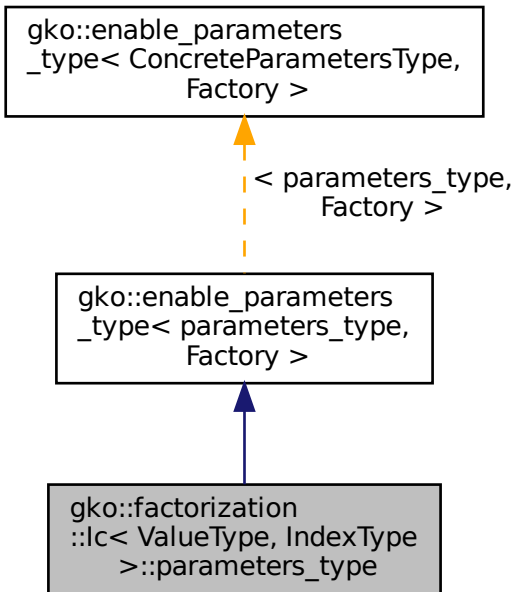 gko::enable_parameters
_type< ConcreteParametersType,
Factory >
< parameters_type,
Factory >
gko::enable_parameters
_type< parameters_type,
Factory >
gko::factorization
::Ic< ValueType, IndexType
>::parameters_type